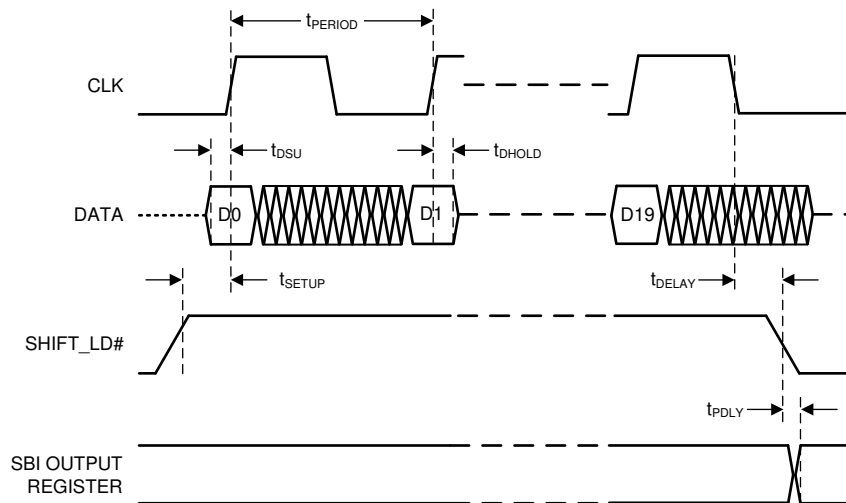 tPERIOD
CLK
tDSU
tDHOLD
DATA
D0
D1
D19
tSETUP
tDELAY
SHIFT_LD#
tPDLY
SBI OUTPUT
REGISTER